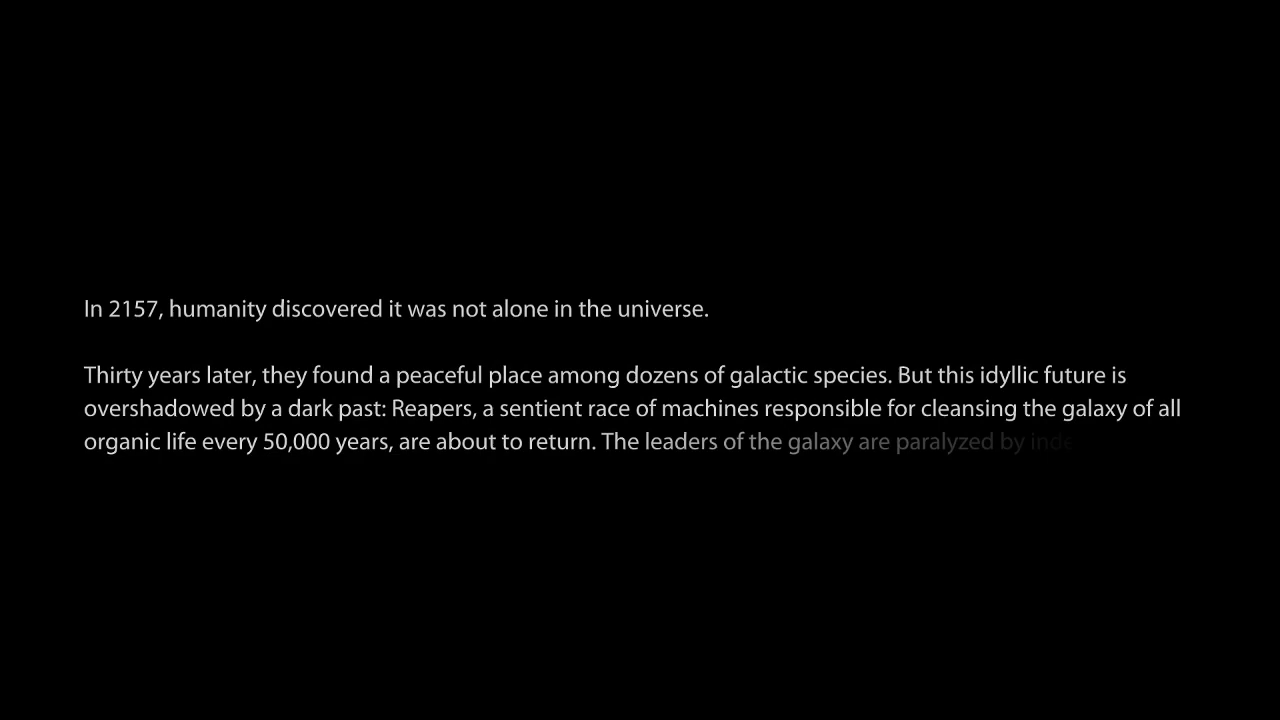 In 2157, humanity discovered it was not alone in the universe.
Thirty years later, they found a peaceful place among dozens of galactic species. But this idyllic future is
overshadowed by a dark past: Reapers, a sentient race of machines responsible for cleansing the galaxy of all
organic life every 50,000 years, are about to return. The leaders of the galaxy are paralyzed by